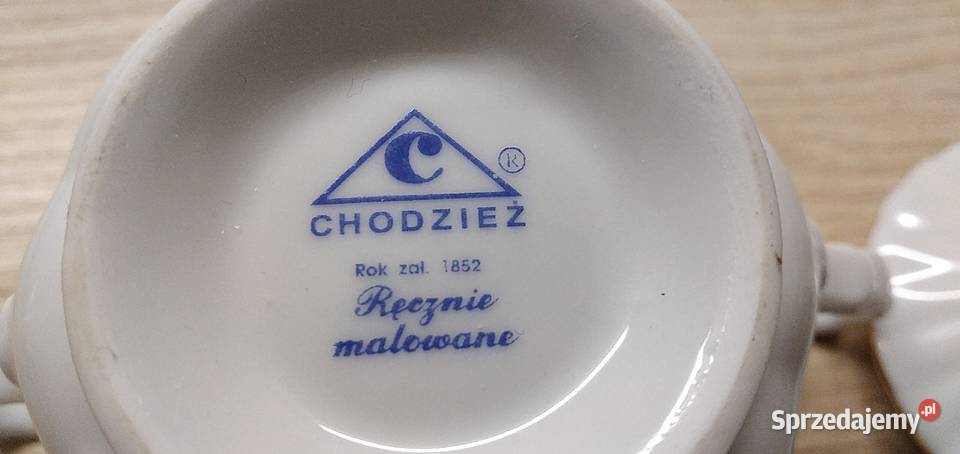 C ®
CHODZIEŻ
Rok zał. 1852
Ręcznie
malowane
Sprzedajemy.pl